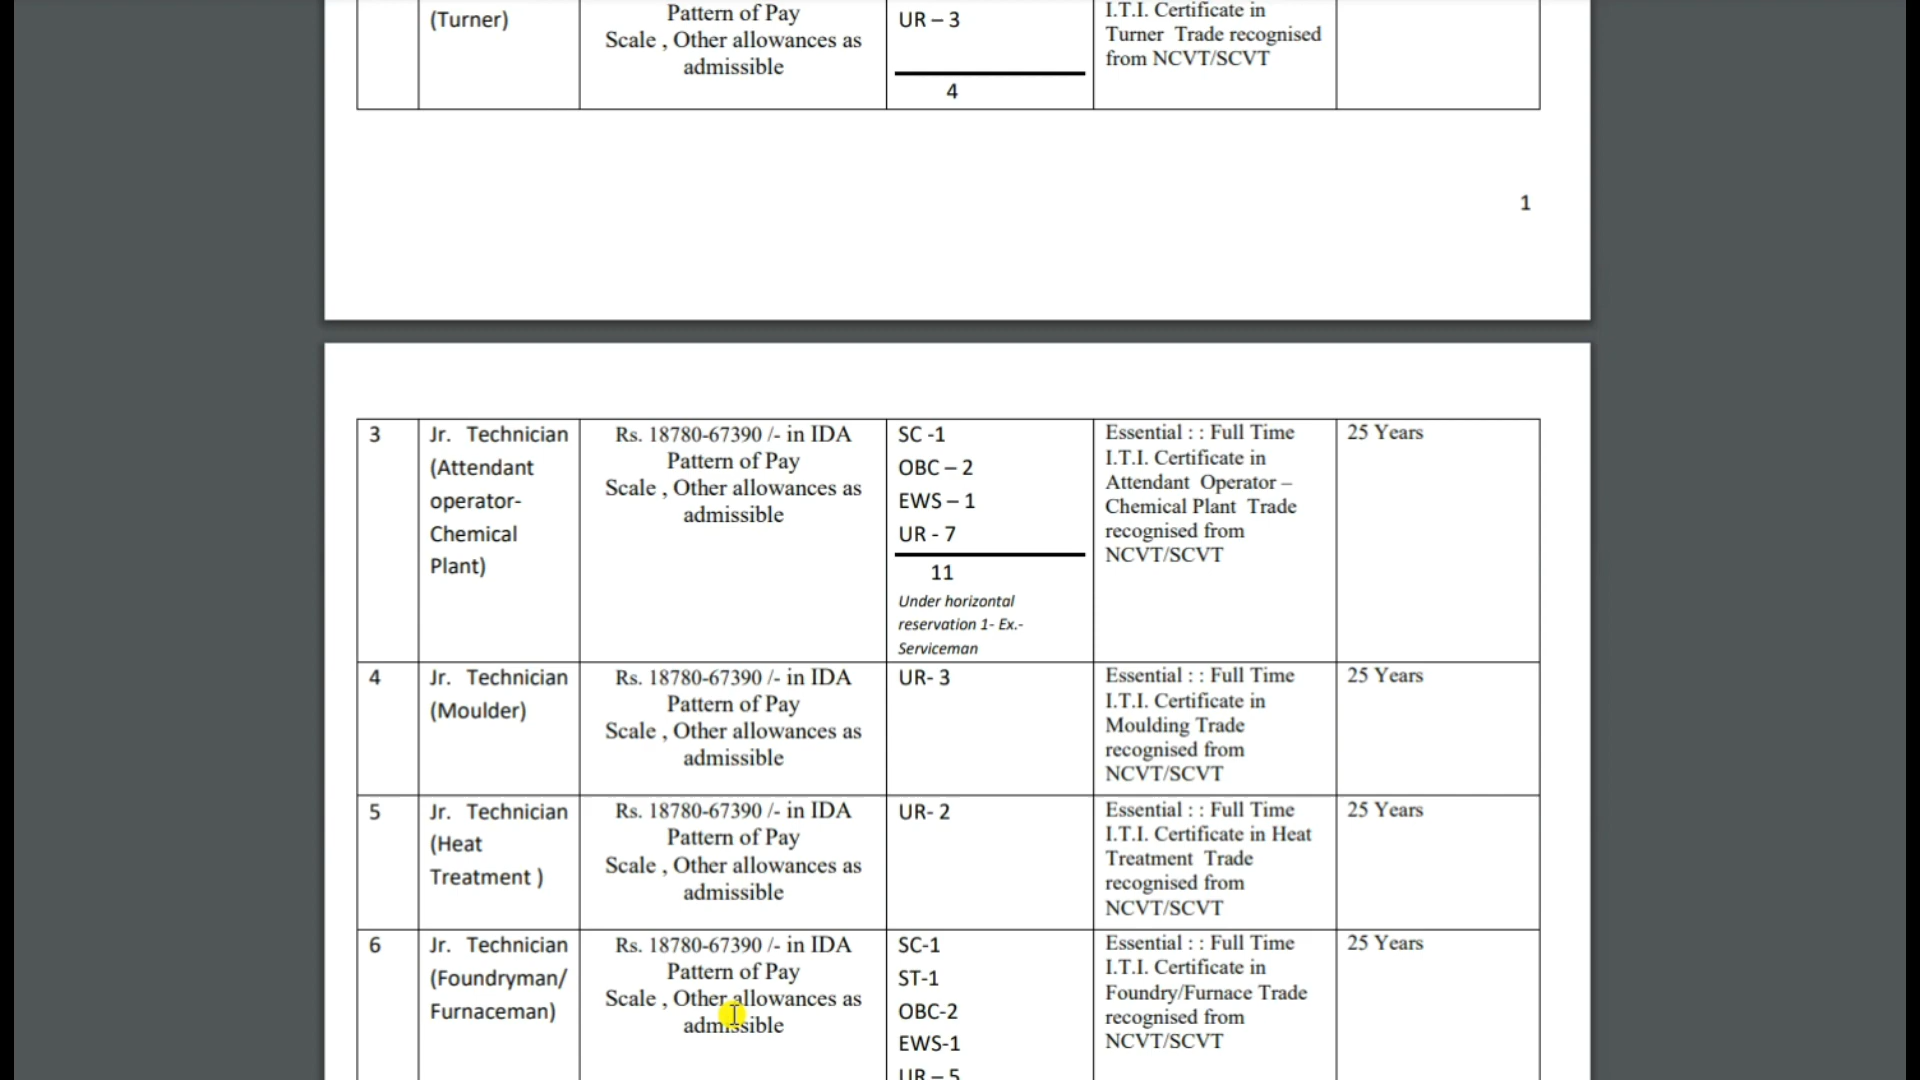 (Turner)
Pattern of Pay
Scale , Other allowances as
admissible
UR – 3
4
I.T.I. Certificate in
Turner Trade recognised
from NCVT/SCVT
1
3
Jr. Technician
(Attendant
operator-
Chemical
Plant)
Rs. 18780-67390 /- in IDA
Pattern of Pay
Scale , Other allowances as
admissible
SC -1
OBC – 2
EWS – 1
UR - 7
11
Under horizontal
reservation 1- Ex.-
Serviceman
Essential : : Full Time
I.T.I. Certificate in
Attendant Operator –
Chemical Plant Trade
recognised from
NCVT/SCVT
25 Years
4
Jr. Technician
(Moulder)
Rs. 18780-67390 /- in IDA
Pattern of Pay
Scale , Other allowances as
admissible
UR- 3
Essential : : Full Time
I.T.I. Certificate in
Moulding Trade
recognised from
NCVT/SCVT
25 Years
5
Jr. Technician
(Heat
Treatment )
Rs. 18780-67390 /- in IDA
Pattern of Pay
Scale , Other allowances as
admissible
UR- 2
Essential : : Full Time
I.T.I. Certificate in Heat
Treatment Trade
recognised from
NCVT/SCVT
25 Years
6
Jr. Technician
(Foundryman/
Furnaceman)
Rs. 18780-67390 /- in IDA
Pattern of Pay
Scale , Other allowances as
admissible
SC-1
ST-1
OBC-2
EWS-1
UR – 5
Essential : : Full Time
I.T.I. Certificate in
Foundry/Furnace Trade
recognised from
NCVT/SCVT
25 Years